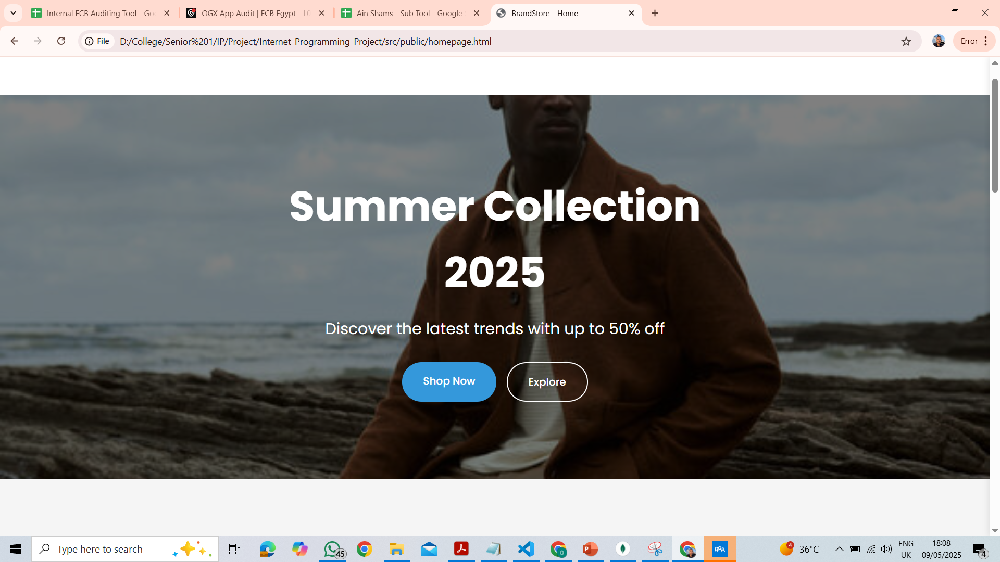 Internal ECB Auditing Tool - Go
OGX App Audit | ECB Egypt - L
Ain Shams - Sub Tool - Google
BrandStore - Home
File
D:/College/Senior%201/IP/Project/Internet_Programming_Project/src/public/homepage.html
Error
Summer Collection
2025
Discover the latest trends with up to 50% off
Shop Now
Explore
Type here to search
45
4
36°C
ENG
UK
18:08
09/05/2025
4